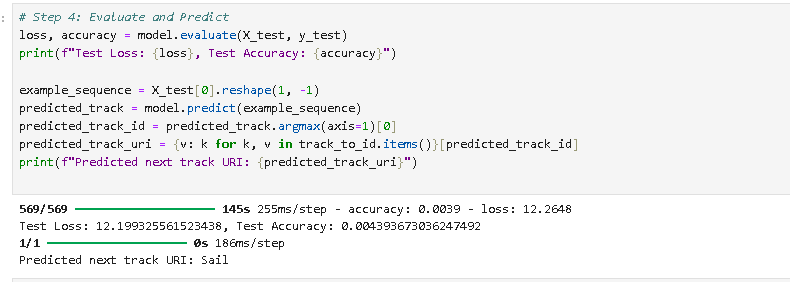 # Step 4: Evaluate and Predict
loss, accuracy = model.evaluate(X_test, y_test)
print(f"Test Loss: {loss}, Test Accuracy: {accuracy}")
example_sequence = X_test[0].reshape(1, -1)
predicted_track = model.predict(example_sequence)
predicted_track_id = predicted_track.argmax(axis=1)[0]
predicted_track_uri = {v: k for k, v in track_to_id.items()}[predicted_track_id]
print(f"Predicted next track URI: {predicted_track_uri}")
569/569 145s 255ms/step - accuracy: 0.0039 - loss: 12.2648
Test Loss: 12.199325561523438, Test Accuracy: 0.004393673036247492
1/1 0s 186ms/step
Predicted next track URI: Sail